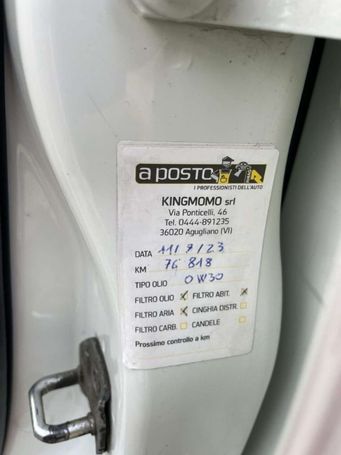 a POSTO
I PROFESSIONISTI DELL'AUTO
KINGMOMO srl
Via Ponticelli, 46
Tel. 0444-891235
36020 Agugliano (VI)
DATA 11/7/23
KM 76 818
TIPO OLIO 0W30
FILTRO OLIO X FILTRO ABIT. X
FILTRO ARIA X CINGHIA DISTR.
FILTRO CARB. CANDELE
Prossimo controllo a km